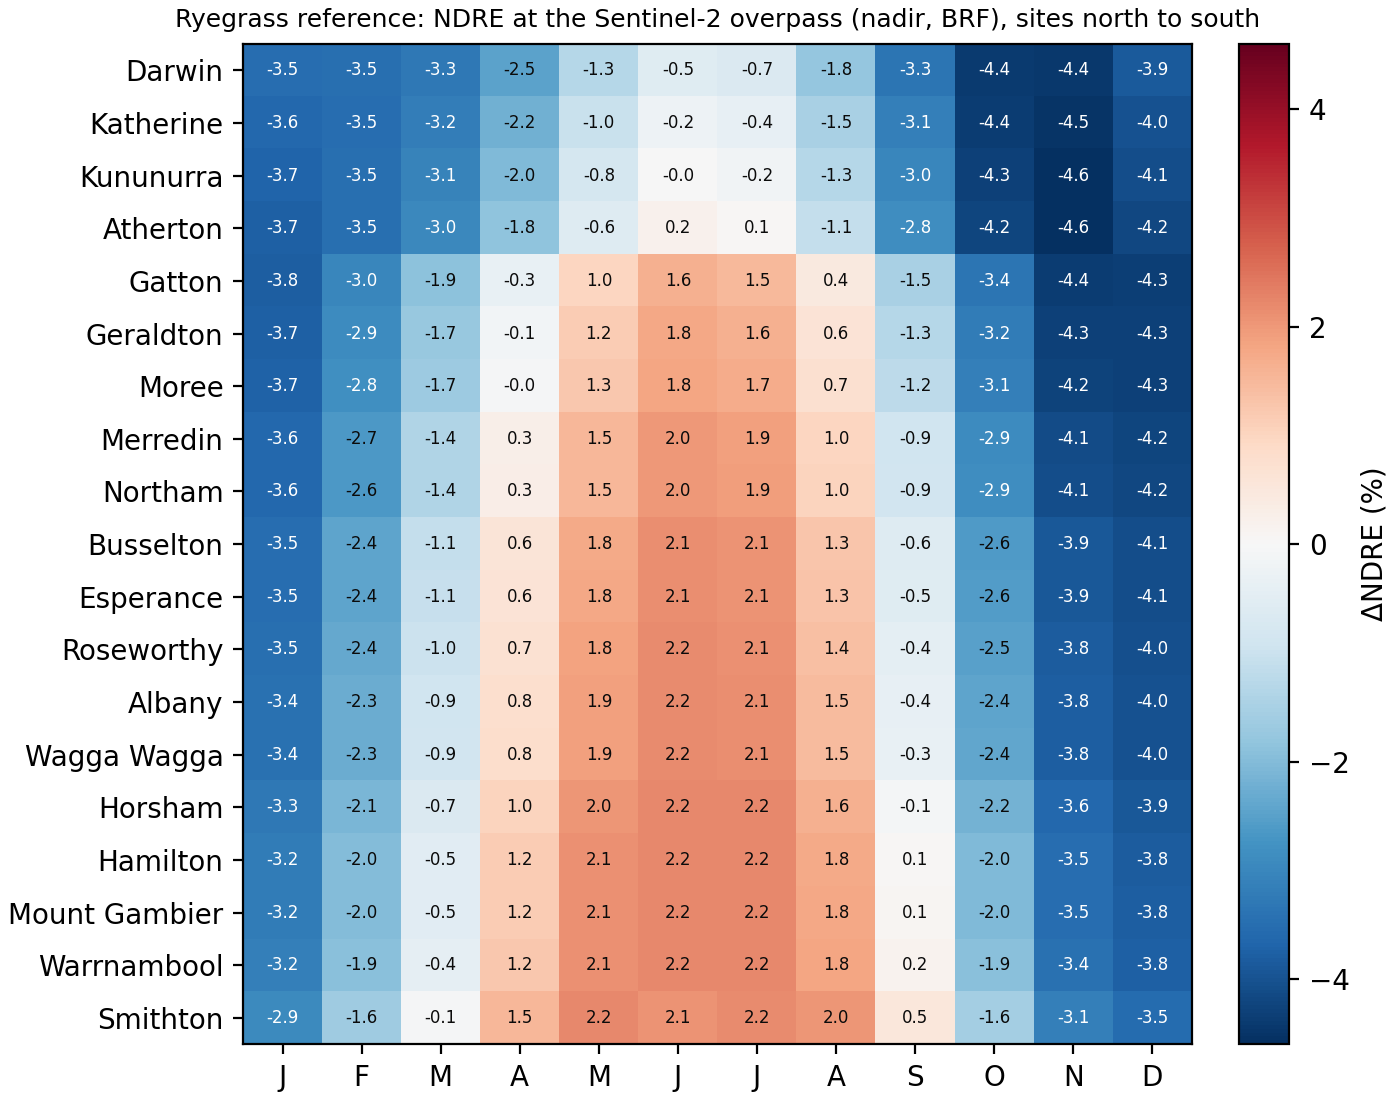 Ryegrass reference: NDRE at the Sentinel-2 overpass (nadir, BRF), sites north to south
Darwin -3.5 -3.5 -3.3 -2.5 -1.3 -0.5 -0.7 -1.8 -3.3 -4.4 -4.4 -3.9
Katherine -3.6 -3.5 -3.2 -2.2 -1.0 -0.2 -0.4 -1.5 -3.1 -4.4 -4.5 -4.0
Kununurra -3.7 -3.5 -3.1 -2.0 -0.8 -0.0 -0.2 -1.3 -3.0 -4.3 -4.6 -4.1
Atherton -3.7 -3.5 -3.0 -1.8 -0.6 0.2 0.1 -1.1 -2.8 -4.2 -4.6 -4.2
Gatton -3.8 -3.0 -1.9 -0.3 1.0 1.6 1.5 0.4 -1.5 -3.4 -4.4 -4.3
Geraldton -3.7 -2.9 -1.7 -0.1 1.2 1.8 1.6 0.6 -1.3 -3.2 -4.3 -4.3
Moree -3.7 -2.8 -1.7 -0.0 1.3 1.8 1.7 0.7 -1.2 -3.1 -4.2 -4.3
Merredin -3.6 -2.7 -1.4 0.3 1.5 2.0 1.9 1.0 -0.9 -2.9 -4.1 -4.2
Northam -3.6 -2.6 -1.4 0.3 1.5 2.0 1.9 1.0 -0.9 -2.9 -4.1 -4.2
Busselton -3.5 -2.4 -1.1 0.6 1.8 2.1 2.1 1.3 -0.6 -2.6 -3.9 -4.1
Esperance -3.5 -2.4 -1.1 0.6 1.8 2.1 2.1 1.3 -0.5 -2.6 -3.9 -4.1
Roseworthy -3.5 -2.4 -1.0 0.7 1.8 2.2 2.1 1.4 -0.4 -2.5 -3.8 -4.0
Albany -3.4 -2.3 -0.9 0.8 1.9 2.2 2.1 1.5 -0.4 -2.4 -3.8 -4.0
Wagga Wagga -3.4 -2.3 -0.9 0.8 1.9 2.2 2.1 1.5 -0.3 -2.4 -3.8 -4.0
Horsham -3.3 -2.1 -0.7 1.0 2.0 2.2 2.2 1.6 -0.1 -2.2 -3.6 -3.9
Hamilton -3.2 -2.0 -0.5 1.2 2.1 2.2 2.2 1.8 0.1 -2.0 -3.5 -3.8
Mount Gambier -3.2 -2.0 -0.5 1.2 2.1 2.2 2.2 1.8 0.1 -2.0 -3.5 -3.8
Warrnambool -3.2 -1.9 -0.4 1.2 2.1 2.2 2.2 1.8 0.2 -1.9 -3.4 -3.8
Smithton -2.9 -1.6 -0.1 1.5 2.2 2.1 2.2 2.0 0.5 -1.6 -3.1 -3.5
J F M A M J J A S O N D
4
2
0
−2
−4
ΔNDRE (%)